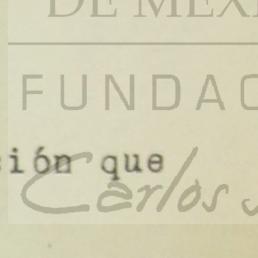 DE MEX
FUNDAC
ión que
Carlos